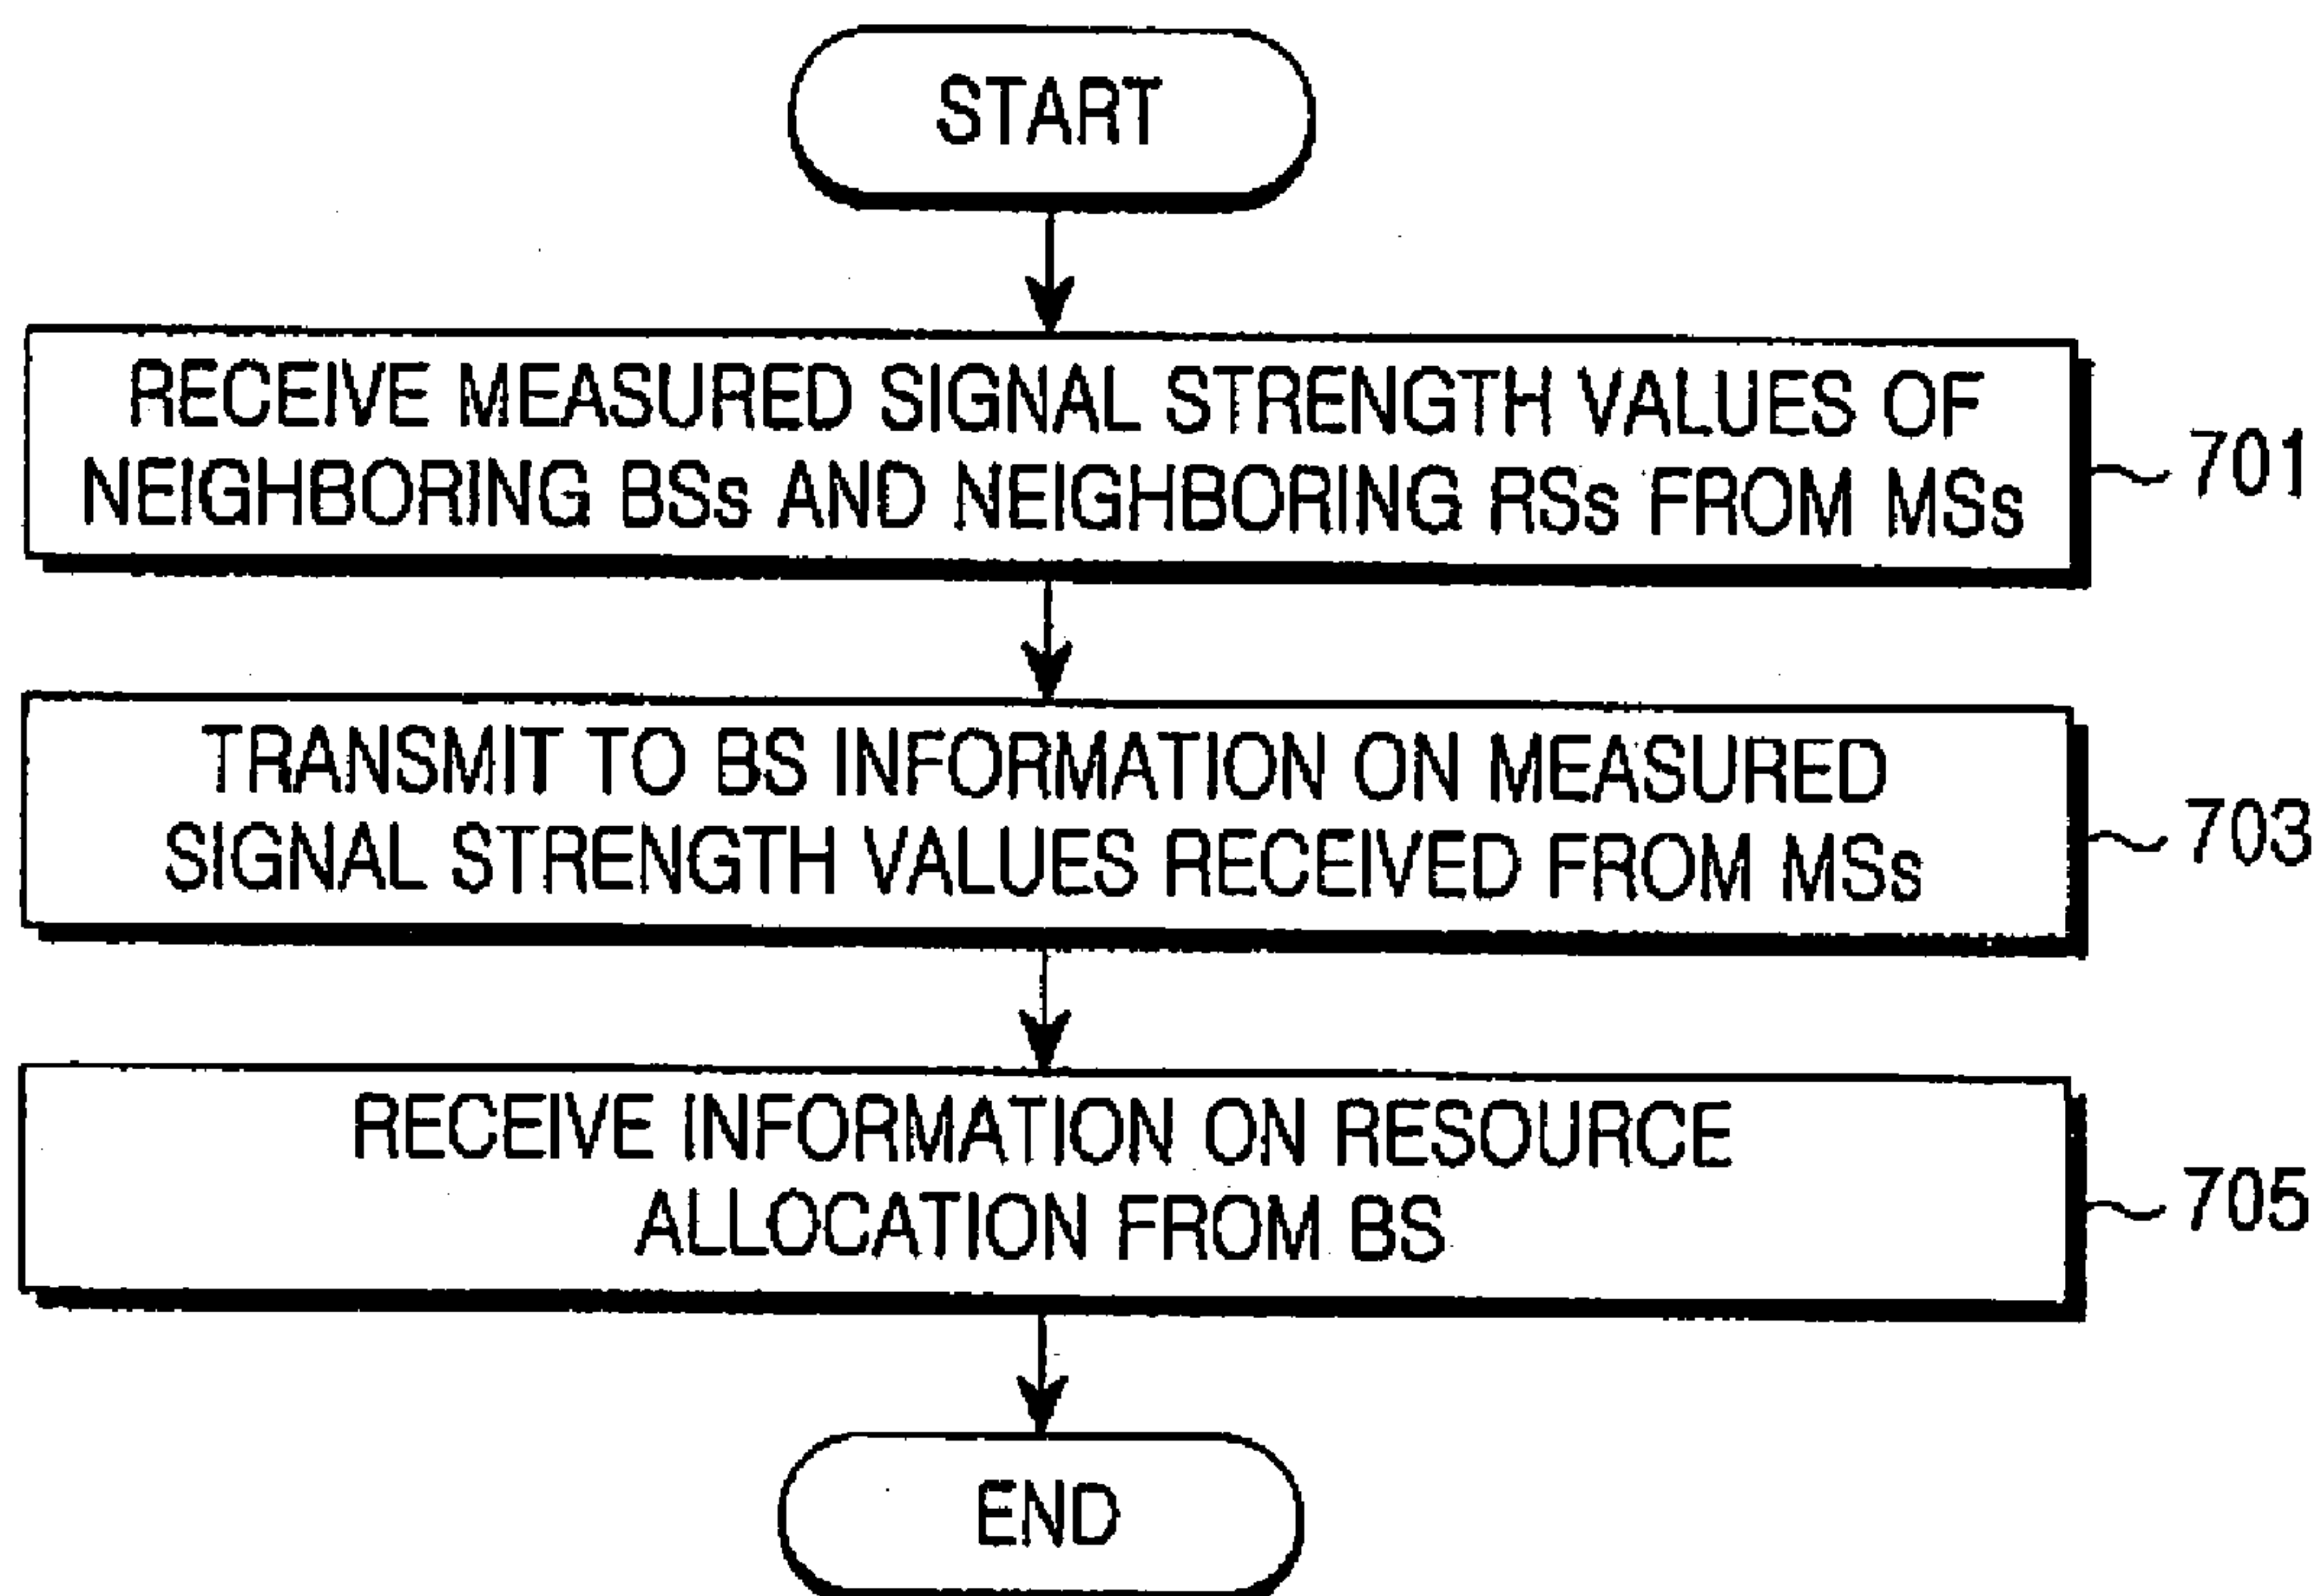 START
RECEIVE MEASURED SIGNAL STRENGTH VALUES OF
NEIGHBORING BSs AND NEIGHBORING RSs FROM MSs
701
TRANSMIT TO BS INFORMATION ON MEASURED
SIGNAL STRENGTH VALUES RECEIVED FROM MSs
703
RECEIVE INFORMATION ON RESOURCE
ALLOCATION FROM BS
705
END